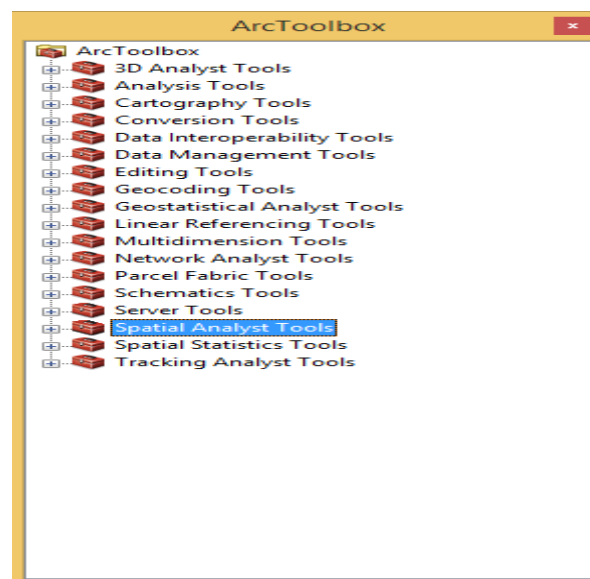 ArcToolbox
ArcToolbox
3D Analyst Tools
Analysis Tools
Cartography Tools
Conversion Tools
Data Interoperability Tools
Data Management Tools
Editing Tools
Geocoding Tools
Geostatistical Analyst Tools
Linear Referencing Tools
Multidimension Tools
Network Analyst Tools
Parcel Fabric Tools
Schematics Tools
Server Tools
Spatial Analyst Tools
Spatial Statistics Tools
Tracking Analyst Tools